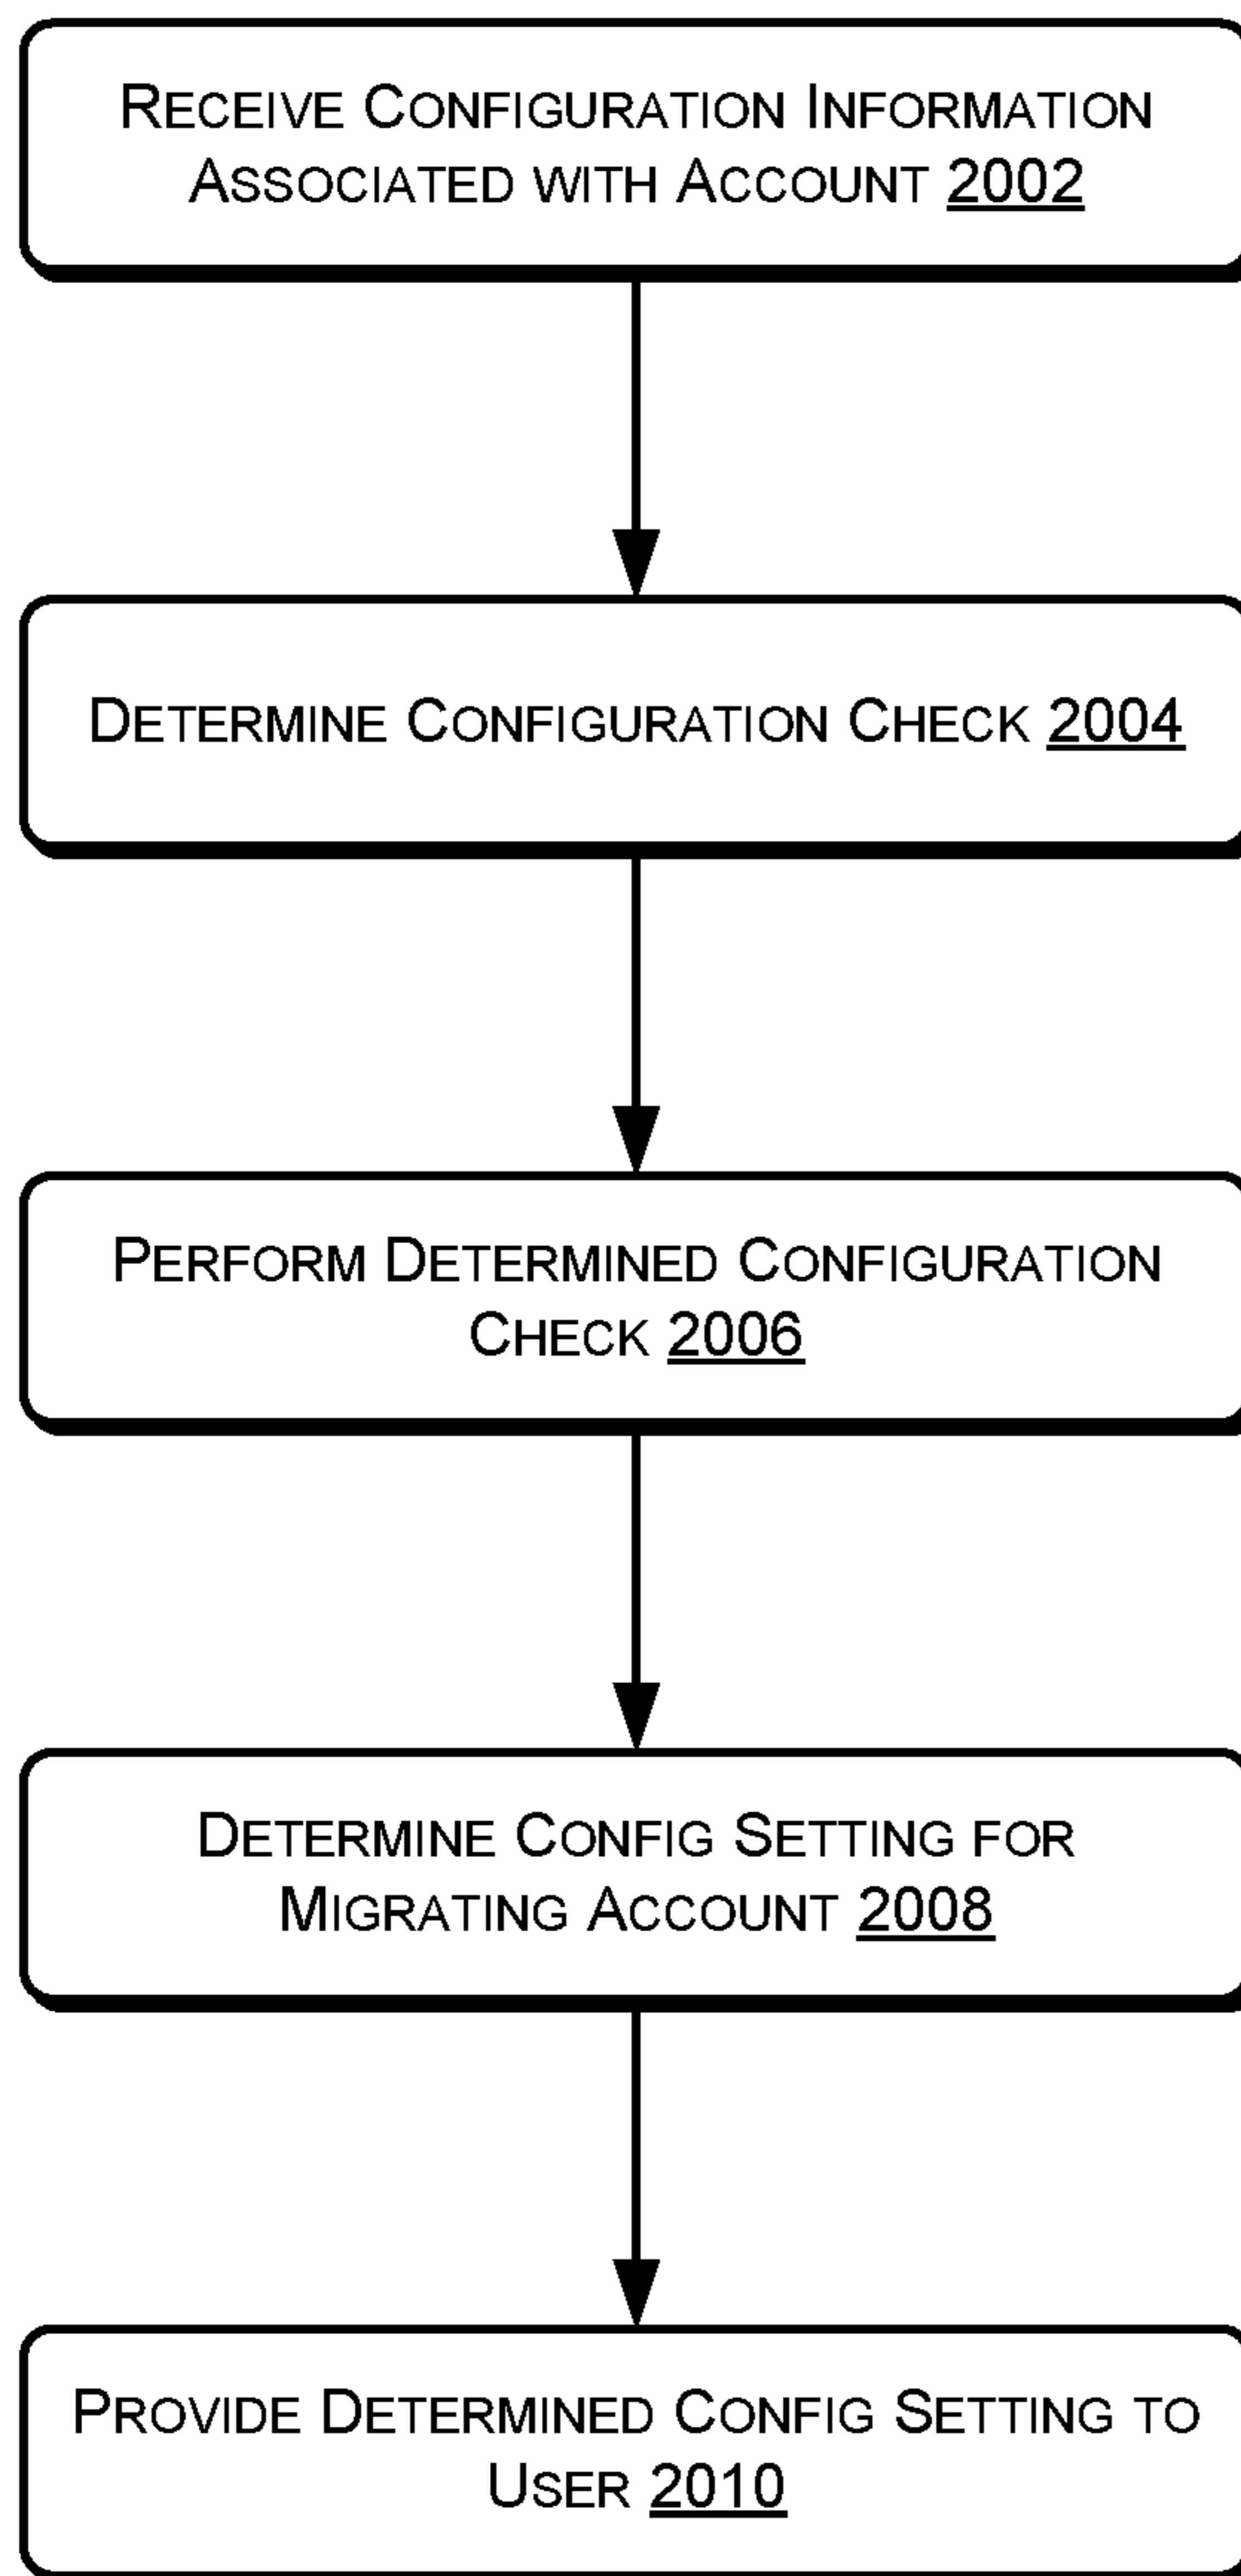 RECEIVE CONFIGURATION INFORMATION
ASSOCIATED WITH ACCOUNT 2002
DETERMINE CONFIGURATION CHECK 2004
PERFORM DETERMINED CONFIGURATION
CHECK 2006
DETERMINE CONFIG SETTING FOR
MIGRATING ACCOUNT 2008
PROVIDE DETERMINED CONFIG SETTING TO
USER 2010